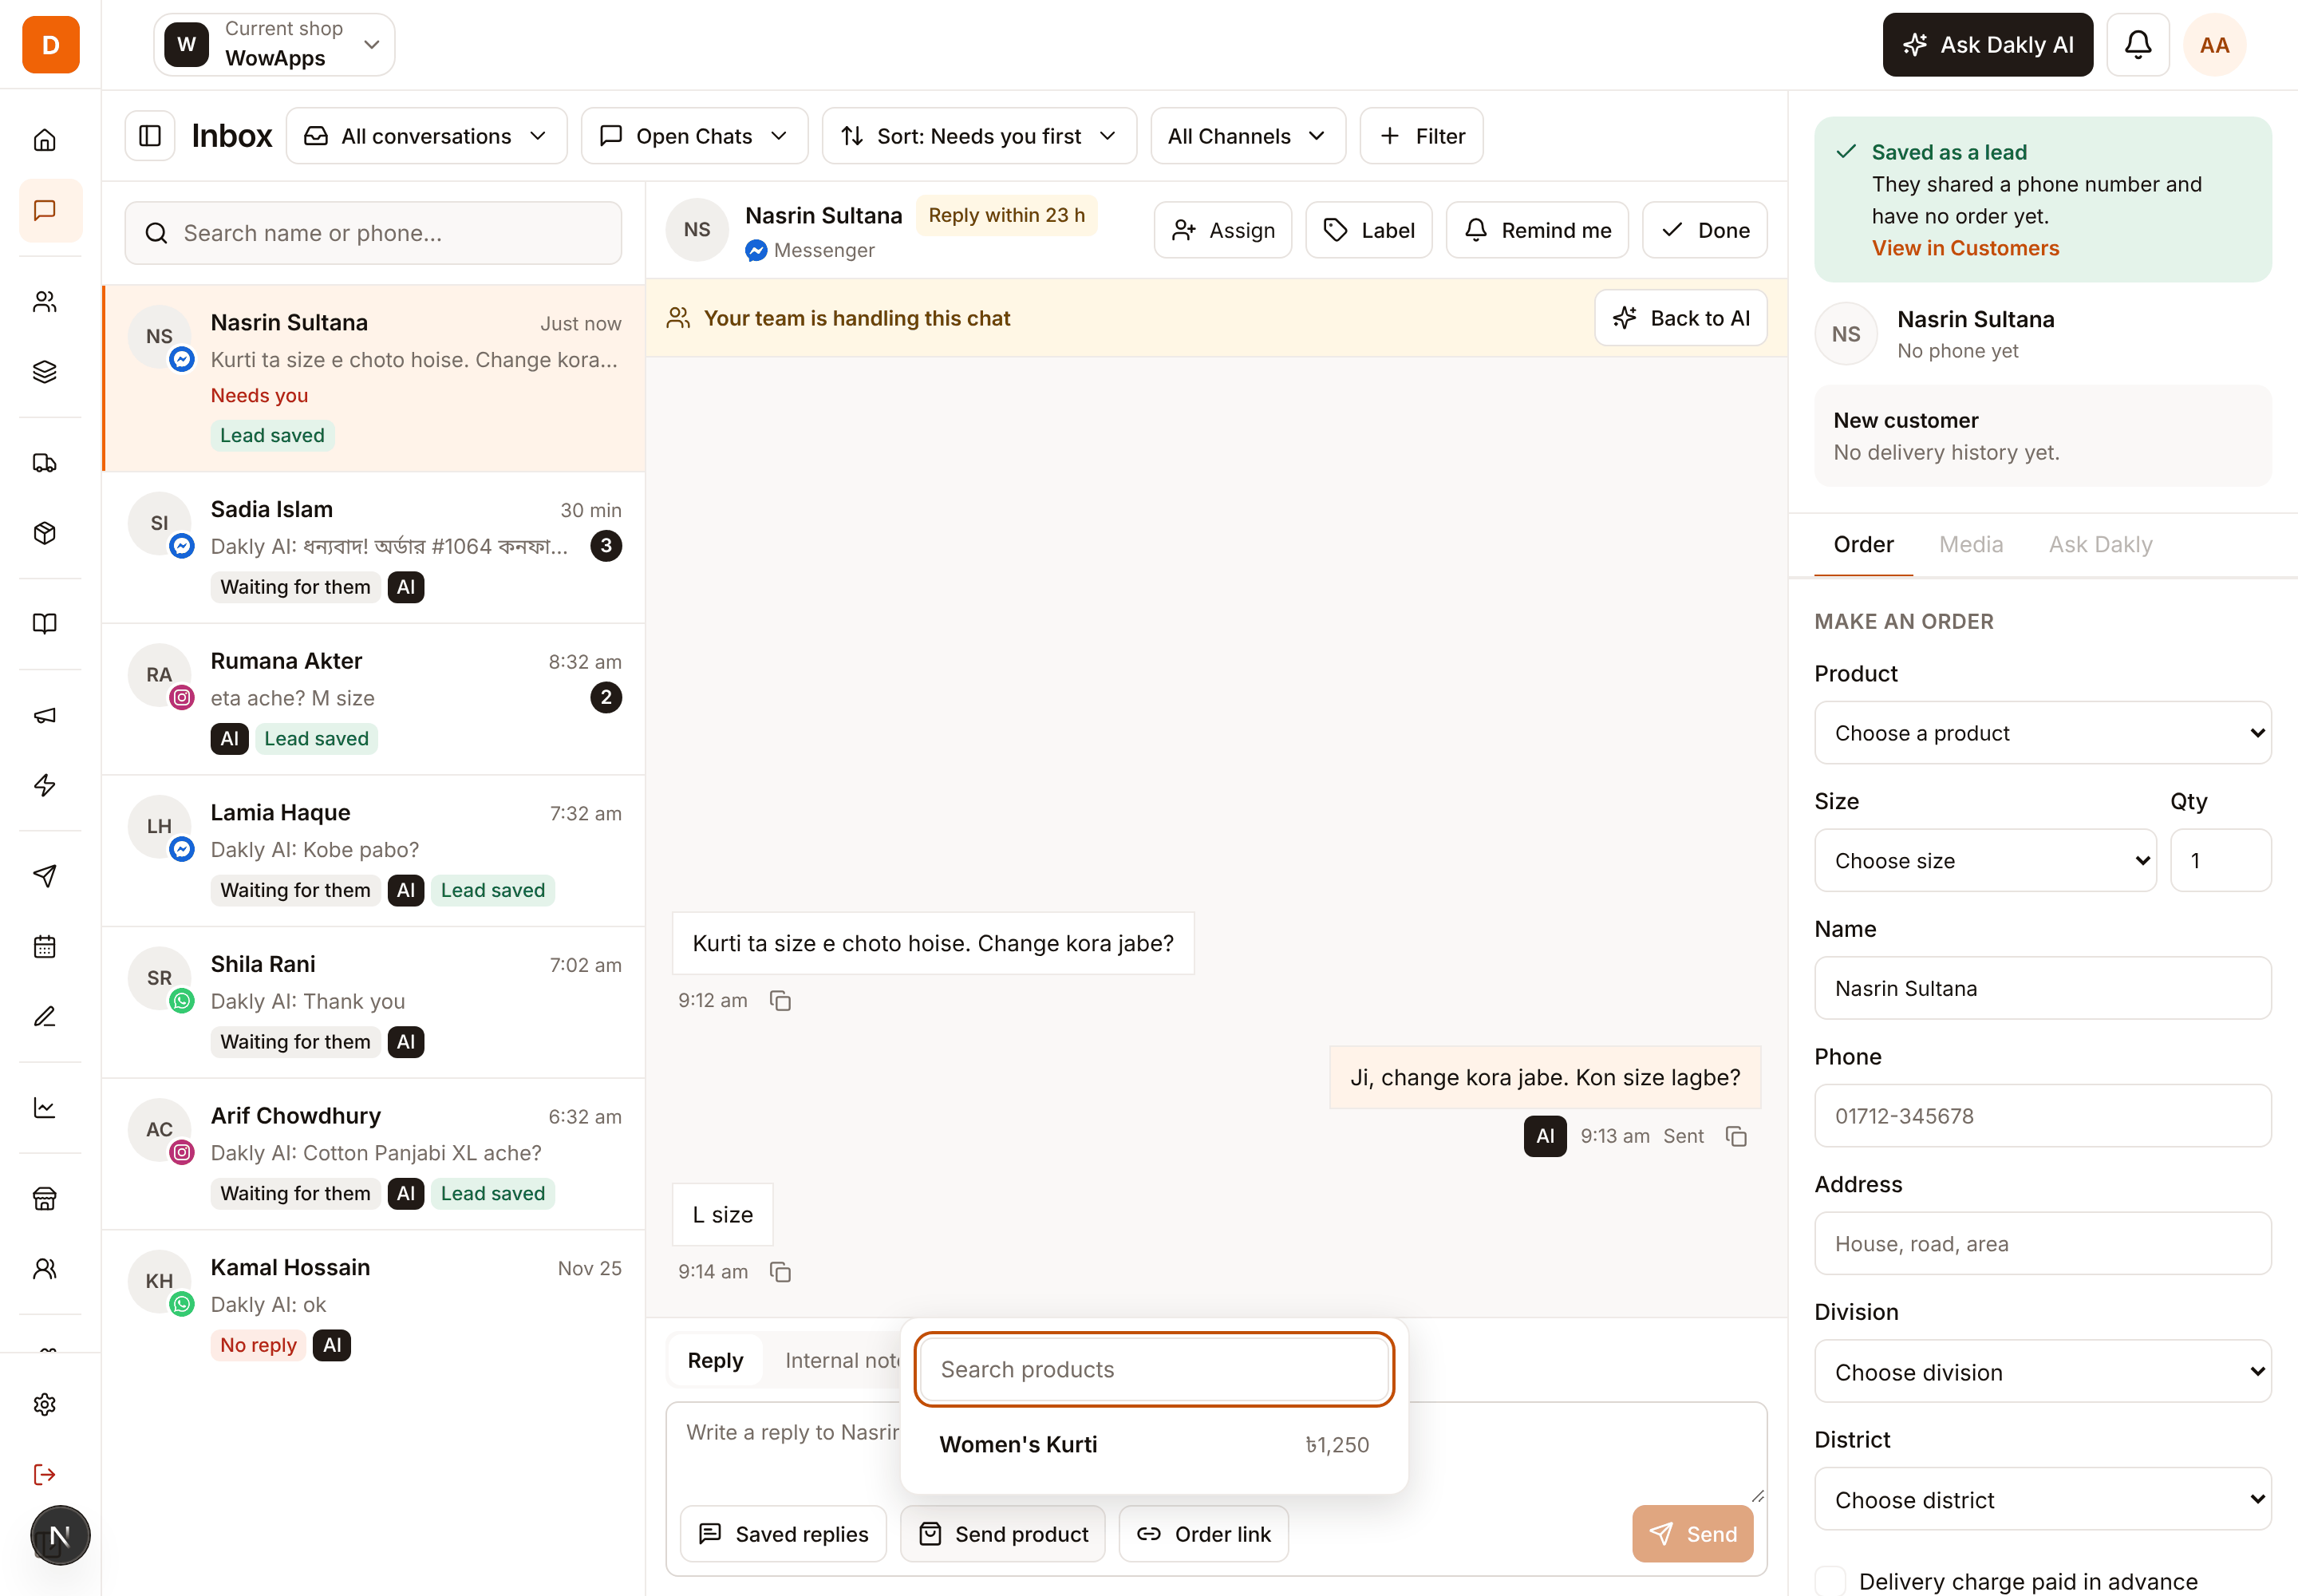 D
W
Current shop
WowApps
Ask Dakly AI
AA
Inbox
All conversations
Open Chats
Sort: Needs you first
All Channels
Filter
Search name or phone...
NS
Nasrin Sultana
Just now
Kurti ta size e choto hoise. Change kora...
Needs you
Lead saved
SI
Sadia Islam
30 min
Dakly AI: ধন্যবাদ! অর্ডার #1064 কনফা...
3
Waiting for them
AI
RA
Rumana Akter
8:32 am
eta ache? M size
2
AI
Lead saved
LH
Lamia Haque
7:32 am
Dakly AI: Kobe pabo?
Waiting for them
AI
Lead saved
SR
Shila Rani
7:02 am
Dakly AI: Thank you
Waiting for them
AI
AC
Arif Chowdhury
6:32 am
Dakly AI: Cotton Panjabi XL ache?
Waiting for them
AI
Lead saved
KH
Kamal Hossain
Nov 25
Dakly AI: ok
No reply
AI
N
NS
Nasrin Sultana
Reply within 23 h
Messenger
Assign
Label
Remind me
Done
Your team is handling this chat
Back to AI
Kurti ta size e choto hoise. Change kora jabe?
9:12 am
Ji, change kora jabe. Kon size lagbe?
AI
9:13 am
Sent
L size
9:14 am
Reply
Internal note
Search products
Women's Kurti
৳1,250
Write a reply to Nasrin
Saved replies
Send product
Order link
Send
Saved as a lead
They shared a phone number and
have no order yet.
View in Customers
NS
Nasrin Sultana
No phone yet
New customer
No delivery history yet.
Order
Media
Ask Dakly
MAKE AN ORDER
Product
Choose a product
Size
Qty
Choose size
1
Name
Nasrin Sultana
Phone
01712-345678
Address
House, road, area
Division
Choose division
District
Choose district
Delivery charge paid in advance